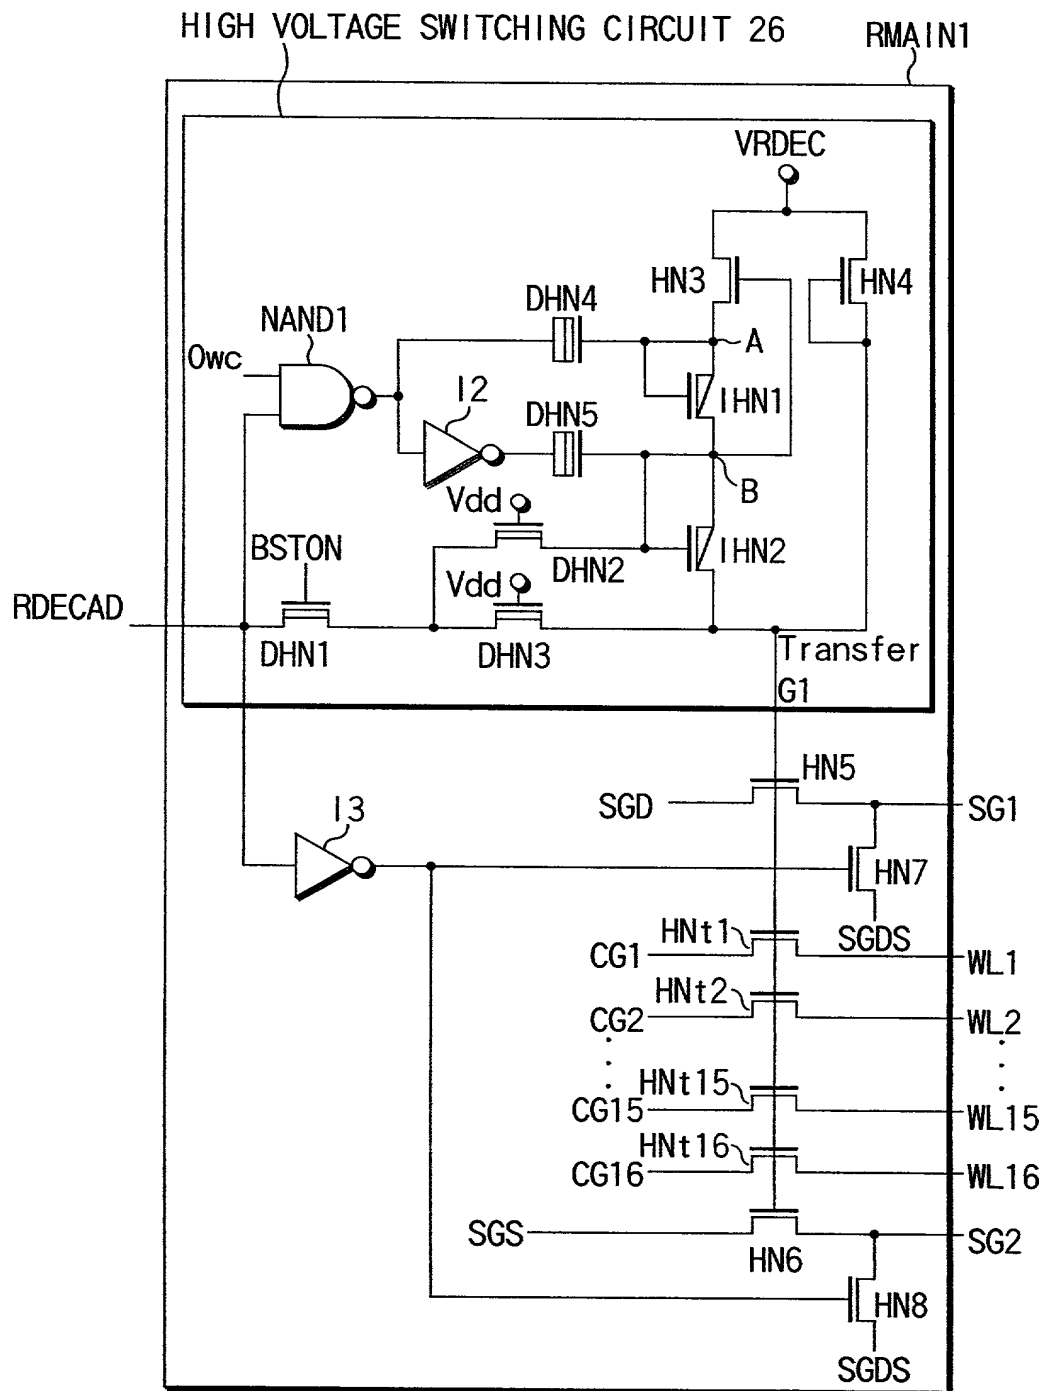 HIGH VOLTAGE SWITCHING CIRCUIT 26
RMAIN1
VRDEC
HN3
HN4
DHN4
NAND1
A
Owc
I2
DHN5
IHN1
B
Vdd
BSTON
DHN2
IHN2
Vdd
RDECAD
DHN1
DHN3
Transfer
G1
HN5
SGD
SG1
I3
HN7
SGDS
HNt1
CG1
WL1
HNt2
CG2
WL2
HNt15
CG15
WL15
HNt16
CG16
WL16
SGS
SG2
HN6
HN8
SGDS